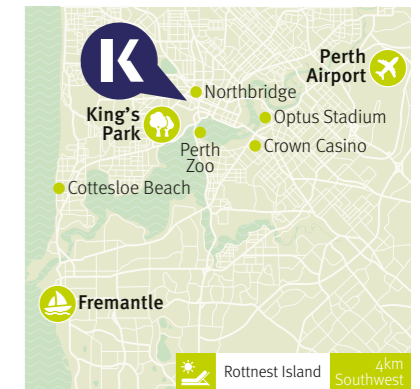 K
Perth
Airport
Northbridge
King's
Park
Optus Stadium
Perth
Zoo
Crown Casino
Cottesloe Beach
Fremantle
Rottnest Island
4km
Southwest